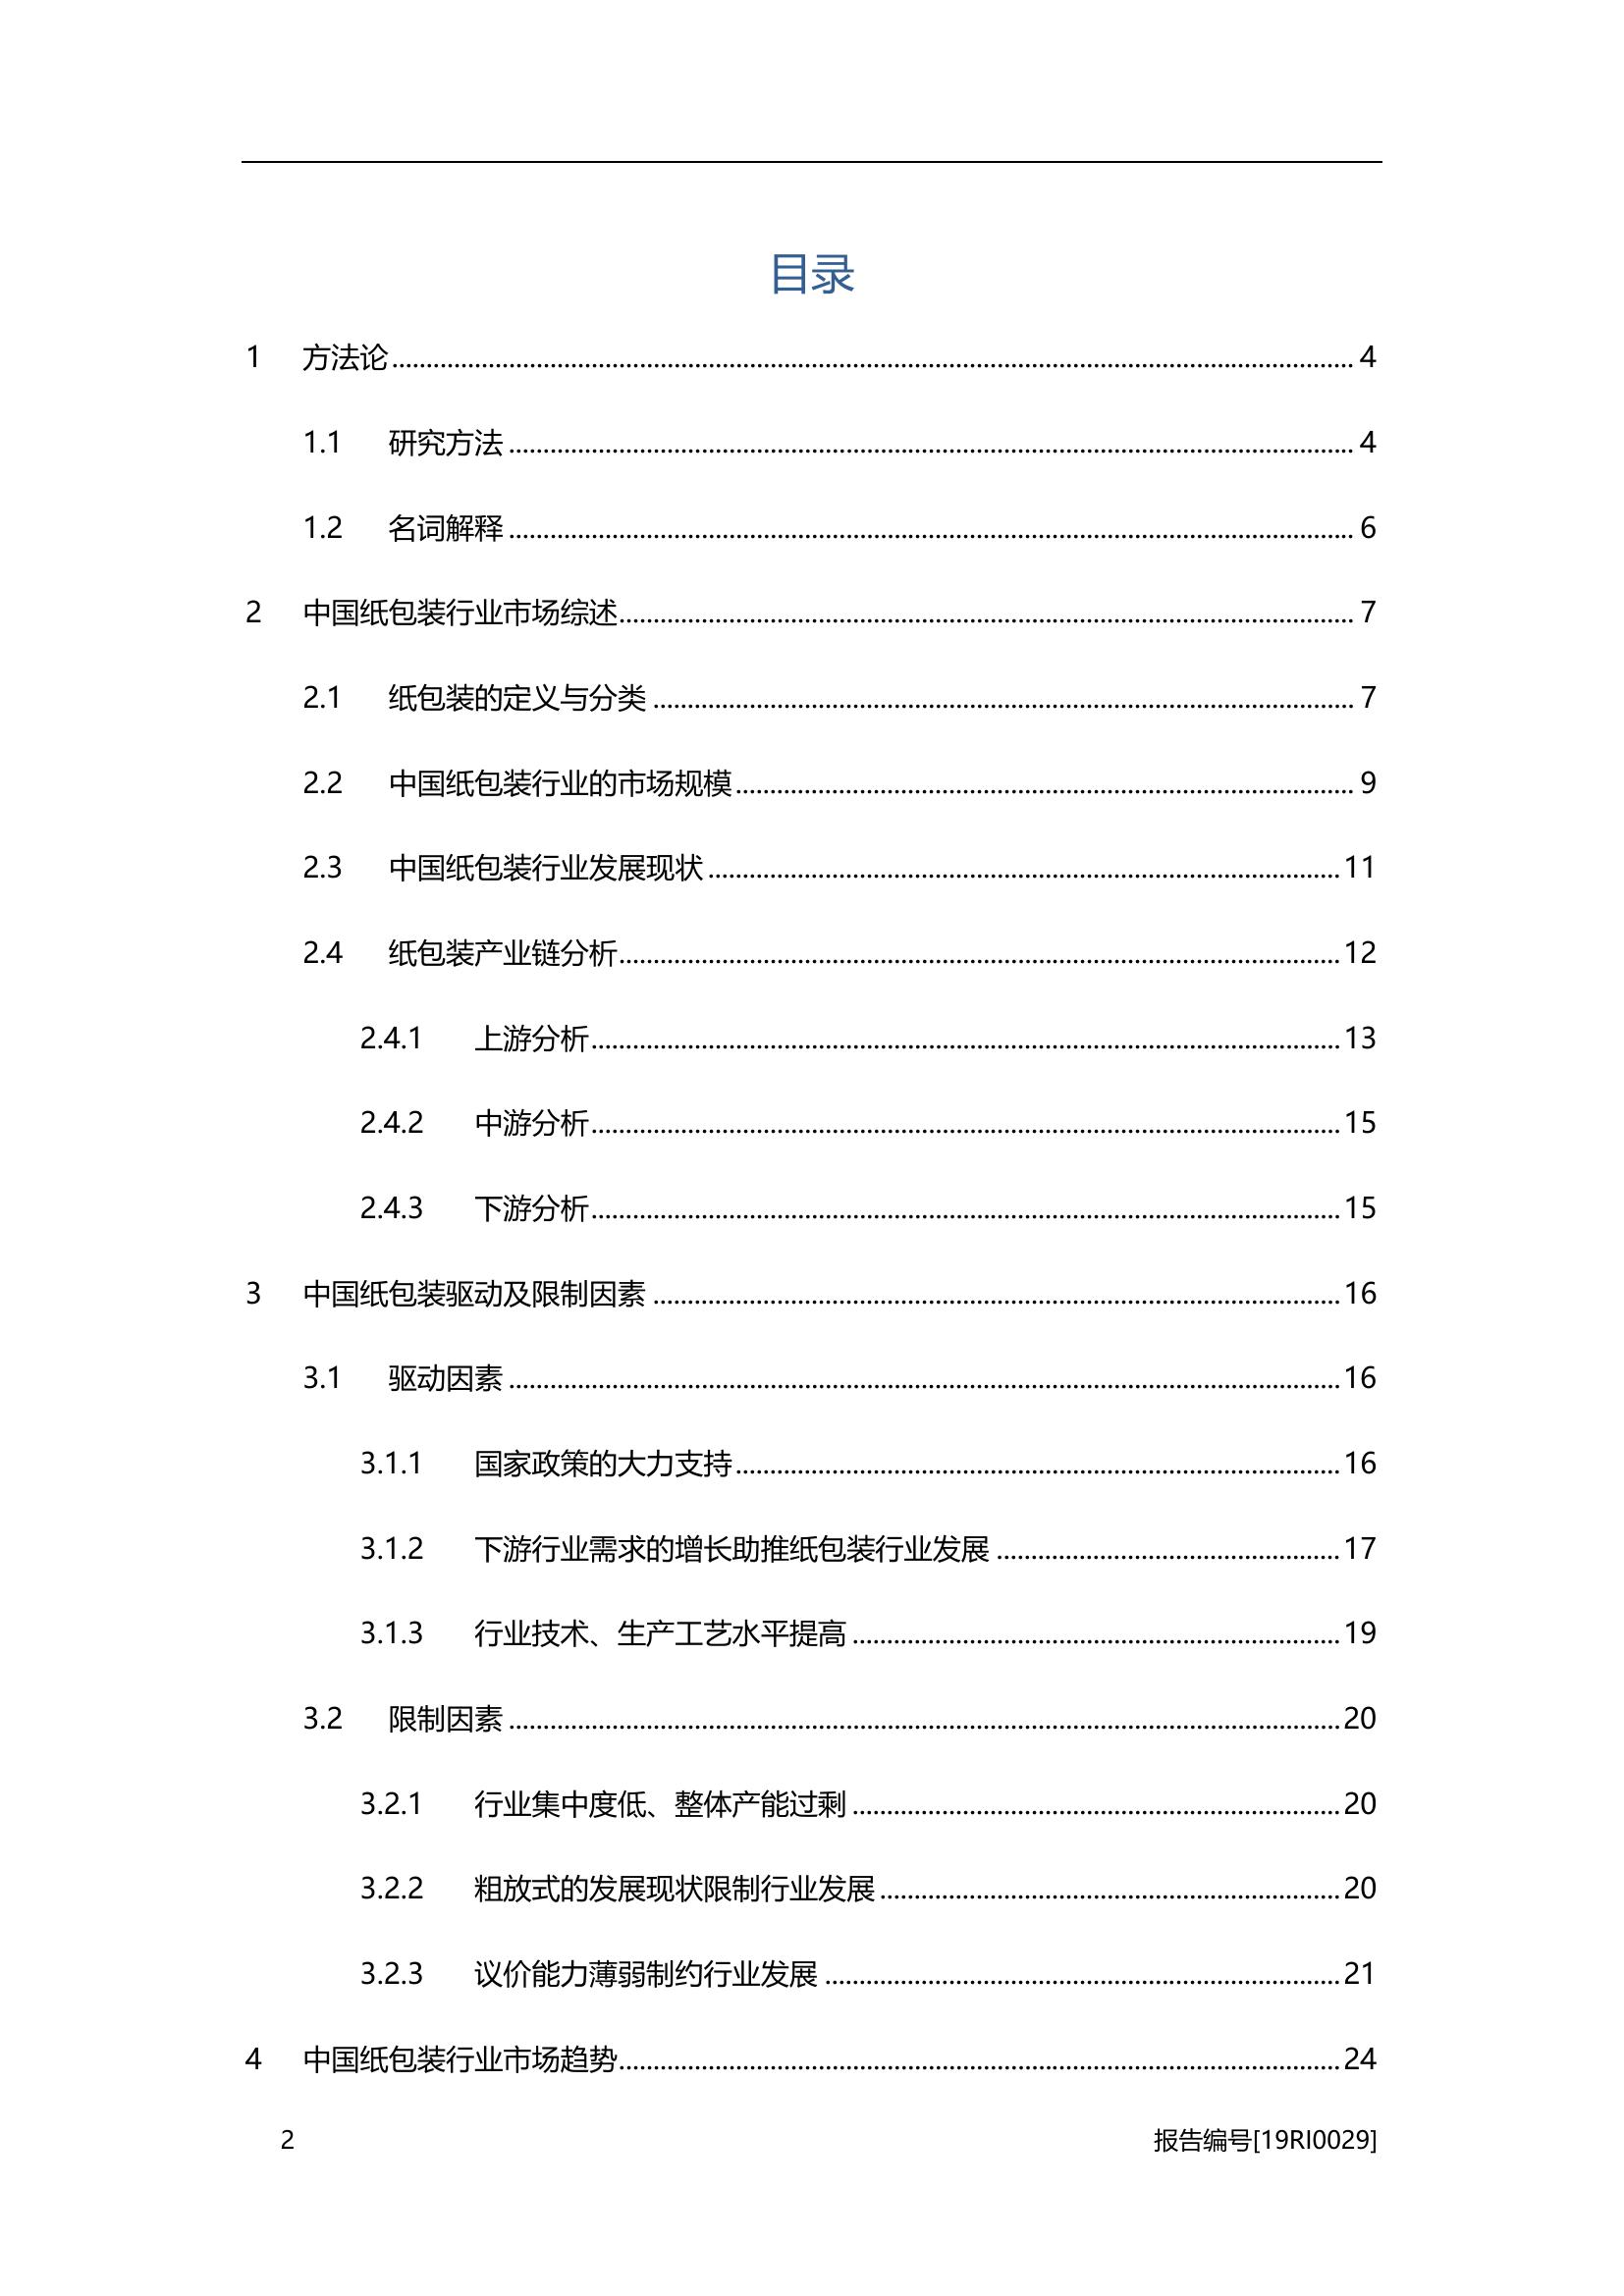 目录
1 方法论 4
1.1 研究方法 4
1.2 名词解释 6
2 中国纸包装行业市场综述 7
2.1 纸包装的定义与分类 7
2.2 中国纸包装行业的市场规模 9
2.3 中国纸包装行业发展现状 11
2.4 纸包装产业链分析 12
2.4.1 上游分析 13
2.4.2 中游分析 15
2.4.3 下游分析 15
3 中国纸包装驱动及限制因素 16
3.1 驱动因素 16
3.1.1 国家政策的大力支持 16
3.1.2 下游行业需求的增长助推纸包装行业发展 17
3.1.3 行业技术、生产工艺水平提高 19
3.2 限制因素 20
3.2.1 行业集中度低、整体产能过剩 20
3.2.2 粗放式的发展现状限制行业发展 20
3.2.3 议价能力薄弱制约行业发展 21
4 中国纸包装行业市场趋势 24
2 报告编号[19RI0029]